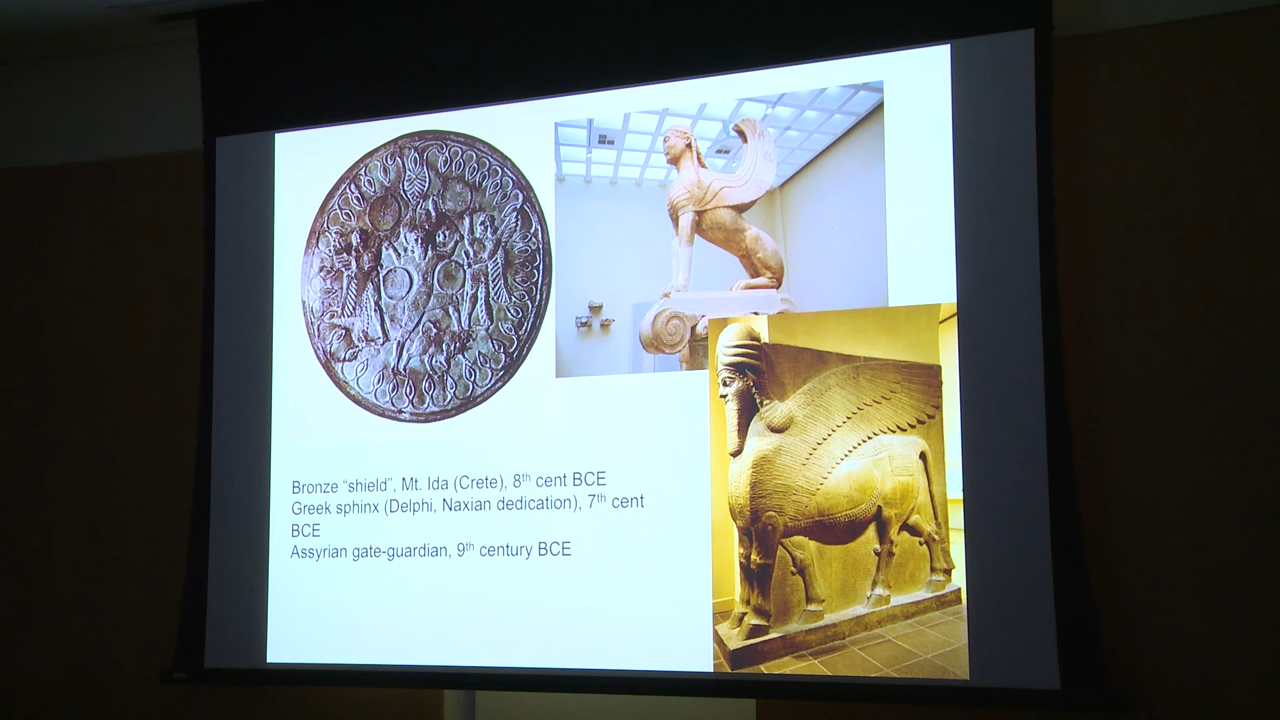 Bronze “shield”, Mt. Ida (Crete), 8th cent BCE
Greek sphinx (Delphi, Naxian dedication), 7th cent
BCE
Assyrian gate-guardian, 9th century BCE